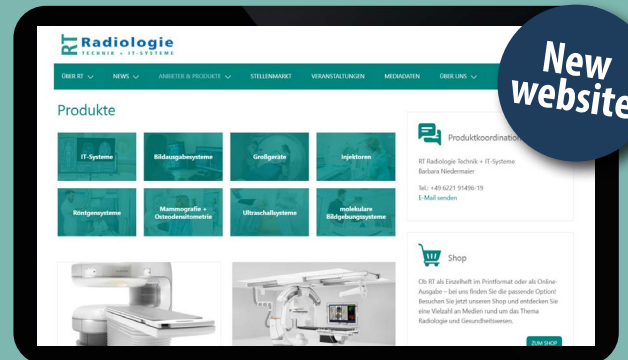 RT Radiologie
TECHNIK + IT-SYSTEME
New
website
ÜBER RT
NEWS
ANBIETER & PRODUKTE
STELLENMARKT
VERANSTALTUNGEN
MEDIADATEN
ÜBER UNS
Produkte
IT-Systeme
Bildausgabesysteme
Großgeräte
Injektoren
Röntgensysteme
Mammografie +
Osteodensitometrie
Ultraschallsysteme
molekulare
Bildgebungssysteme
Produktkoordination
RT Radiologie Technik + IT-Systeme
Barbara Niedermaier
Tel.: +49 6221 91496-19
E-Mail senden
Shop
Ob RT als Einzelheft im Printformat oder als Online-
Ausgabe – bei uns finden Sie die passende Option!
Besuchen Sie jetzt unseren Shop und entdecken Sie
eine Vielzahl an Medien rund um das Thema
Radiologie und Gesundheitswesen.
ZUM SHOP